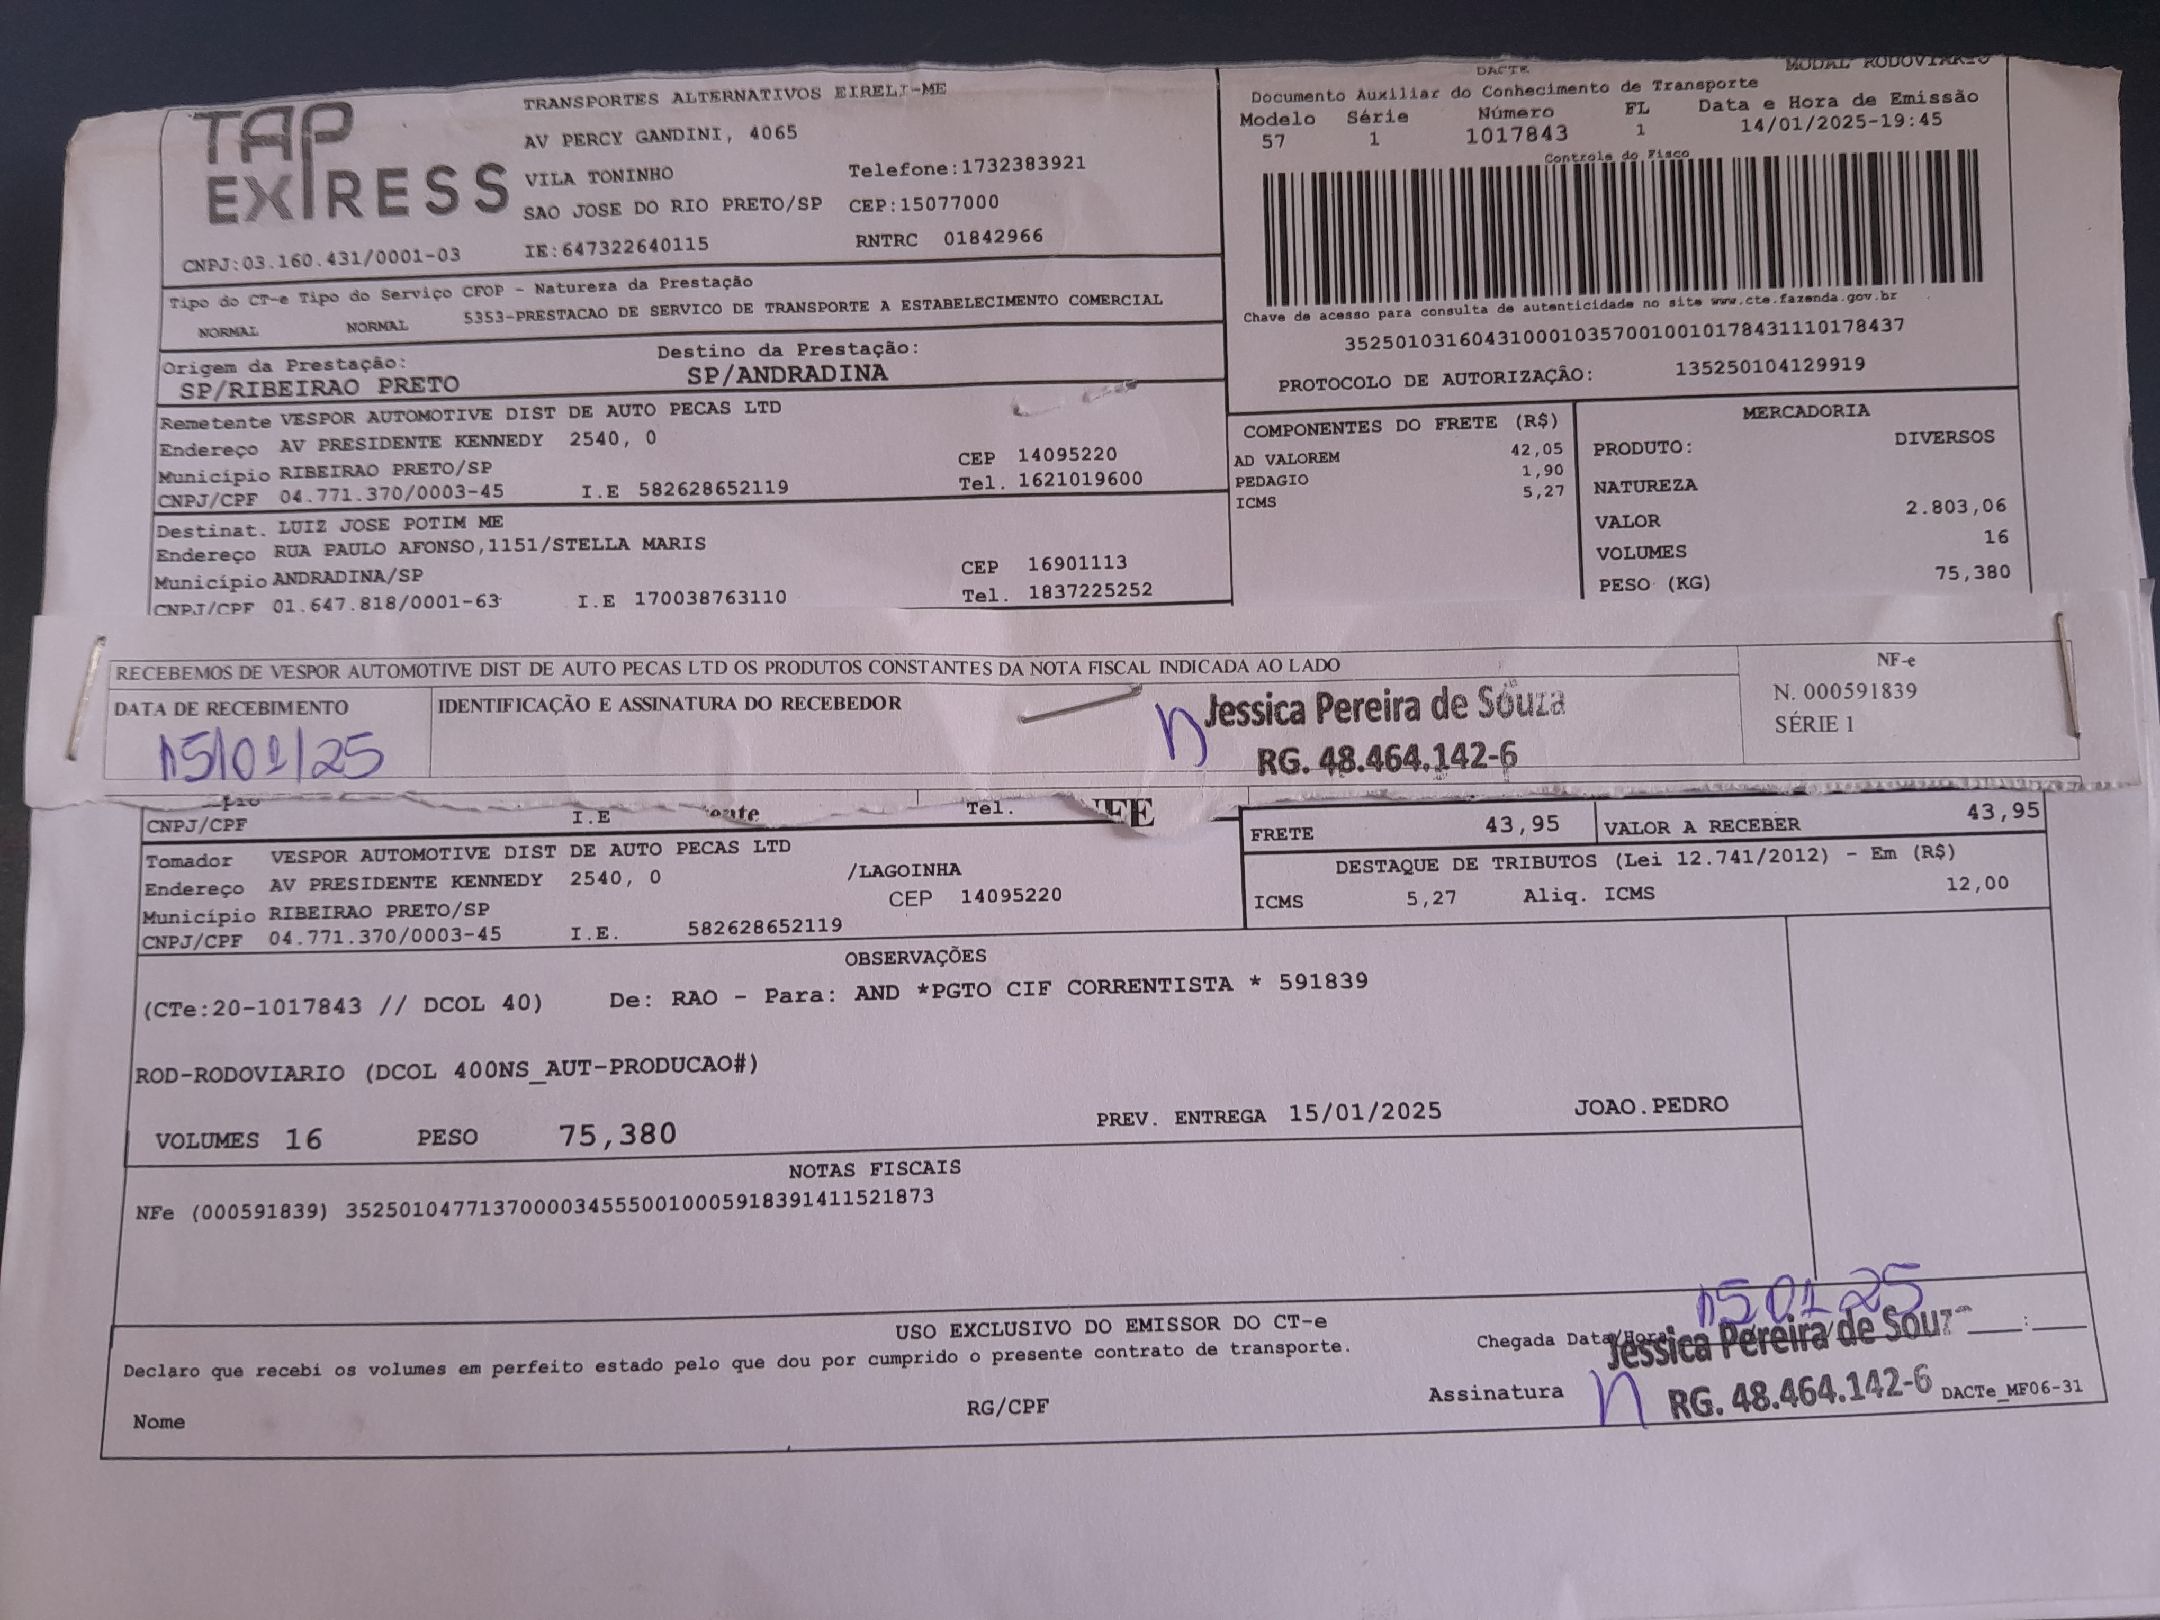 TAP EXPRESS
TRANSPORTES ALTERNATIVOS EIRELI-ME
AV PERCY GANDINI, 4065
VILA TONINHO Telefone:1732383921
SAO JOSE DO RIO PRETO/SP CEP:15077000
CNPJ:03.160.431/0001-03 IE:647322640115 RNTRC 01842966
DACTE MODAL RODOVIARIO
Documento Auxiliar do Conhecimento de Transporte
Modelo Série Número FL Data e Hora de Emissão
57 1 1017843 1 14/01/2025-19:45
Controle do Fisco
Chave de acesso para consulta de autenticidade no site www.cte.fazenda.gov.br
35250103160431000103570010010178431110178437
PROTOCOLO DE AUTORIZAÇÃO: 135250104129919
Tipo do CT-e Tipo do Serviço CFOP - Natureza da Prestação
NORMAL NORMAL 5353-PRESTACAO DE SERVICO DE TRANSPORTE A ESTABELECIMENTO COMERCIAL
Origem da Prestação: Destino da Prestação:
SP/RIBEIRAO PRETO SP/ANDRADINA
Remetente VESPOR AUTOMOTIVE DIST DE AUTO PECAS LTD
Endereço AV PRESIDENTE KENNEDY 2540, 0
Município RIBEIRAO PRETO/SP CEP 14095220
CNPJ/CPF 04.771.370/0003-45 I.E 582628652119 Tel. 1621019600
Destinat. LUIZ JOSE POTIM ME
Endereço RUA PAULO AFONSO,1151/STELLA MARIS
Município ANDRADINA/SP CEP 16901113
CNPJ/CPF 01.647.818/0001-63 I.E 170038763110 Tel. 1837225252
COMPONENTES DO FRETE (R$)
AD VALOREM 42,05
PEDAGIO 1,90
ICMS 5,27
MERCADORIA
PRODUTO: DIVERSOS
NATUREZA
VALOR 2.803,06
VOLUMES 16
PESO (KG) 75,380
RECEBEMOS DE VESPOR AUTOMOTIVE DIST DE AUTO PECAS LTD OS PRODUTOS CONSTANTES DA NOTA FISCAL INDICADA AO LADO
DATA DE RECEBIMENTO IDENTIFICAÇÃO E ASSINATURA DO RECEBEDOR
15/01/25
Jessica Pereira de Souza
RG. 48.464.142-6
NF-e
N. 000591839
SÉRIE 1
CNPJ/CPF I.E Tel.
FRETE 43,95 VALOR A RECEBER 43,95
Tomador VESPOR AUTOMOTIVE DIST DE AUTO PECAS LTD
Endereço AV PRESIDENTE KENNEDY 2540, 0 /LAGOINHA
Município RIBEIRAO PRETO/SP CEP 14095220
CNPJ/CPF 04.771.370/0003-45 I.E. 582628652119
DESTAQUE DE TRIBUTOS (Lei 12.741/2012) - Em (R$)
ICMS 5,27 Aliq. ICMS 12,00
OBSERVAÇÕES
(CTe:20-1017843 // DCOL 40) De: RAO - Para: AND *PGTO CIF CORRENTISTA * 591839
ROD-RODOVIARIO (DCOL 400NS_AUT-PRODUCAO#)
VOLUMES 16 PESO 75,380 PREV. ENTREGA 15/01/2025 JOAO.PEDRO
NOTAS FISCAIS
NFe (000591839) 35250104771370000345550010005918391411521873
USO EXCLUSIVO DO EMISSOR DO CT-e
Declaro que recebi os volumes em perfeito estado pelo que dou por cumprido o presente contrato de transporte.
Nome RG/CPF
15 01 25
Chegada Data/Hora
Jessica Pereira de Souz
Assinatura RG. 48.464.142-6 DACTe_MF06-31